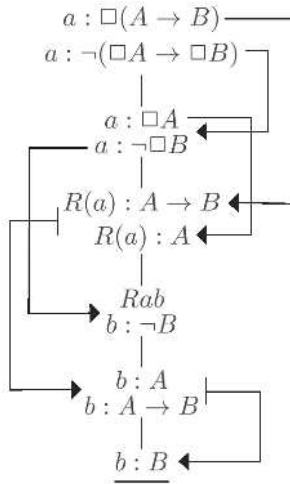 a : □(A → B)
a : ¬(□A → □B)
a : □A
a : ¬□B
R(a) : A → B
R(a) : A
Rab
b : ¬B
b : A
b : A → B
b : B